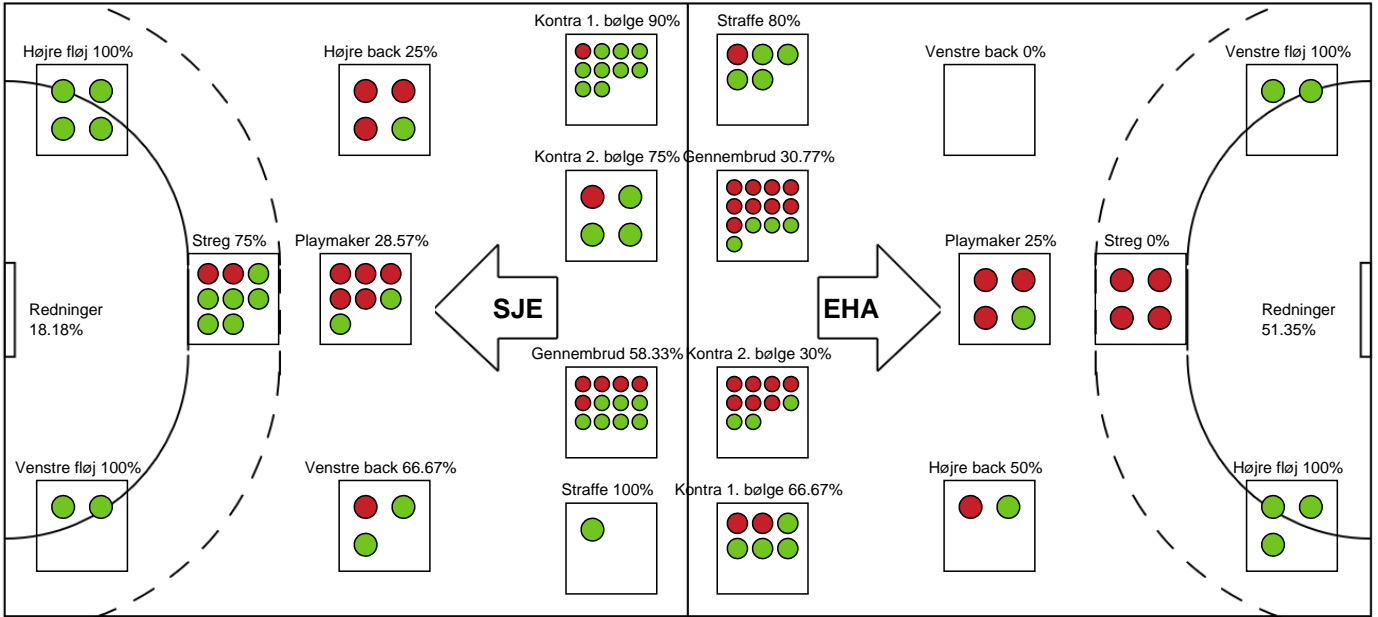 Kontra 1. bølge 90%
Straffe 80%
Højre fløj 100%
Højre back 25%
Venstre back 0%
Venstre fløj 100%
Kontra 2. bølge 75%
Gennembrud 30.77%
Streg 75%
Playmaker 28.57%
Playmaker 25%
Streg 0%
Redninger
18.18%
SJE
EHA
Redninger
51.35%
Gennembrud 58.33%
Kontra 2. bølge 30%
Venstre fløj 100%
Venstre back 66.67%
Højre back 50%
Højre fløj 100%
Straffe 100%
Kontra 1. bølge 66.67%